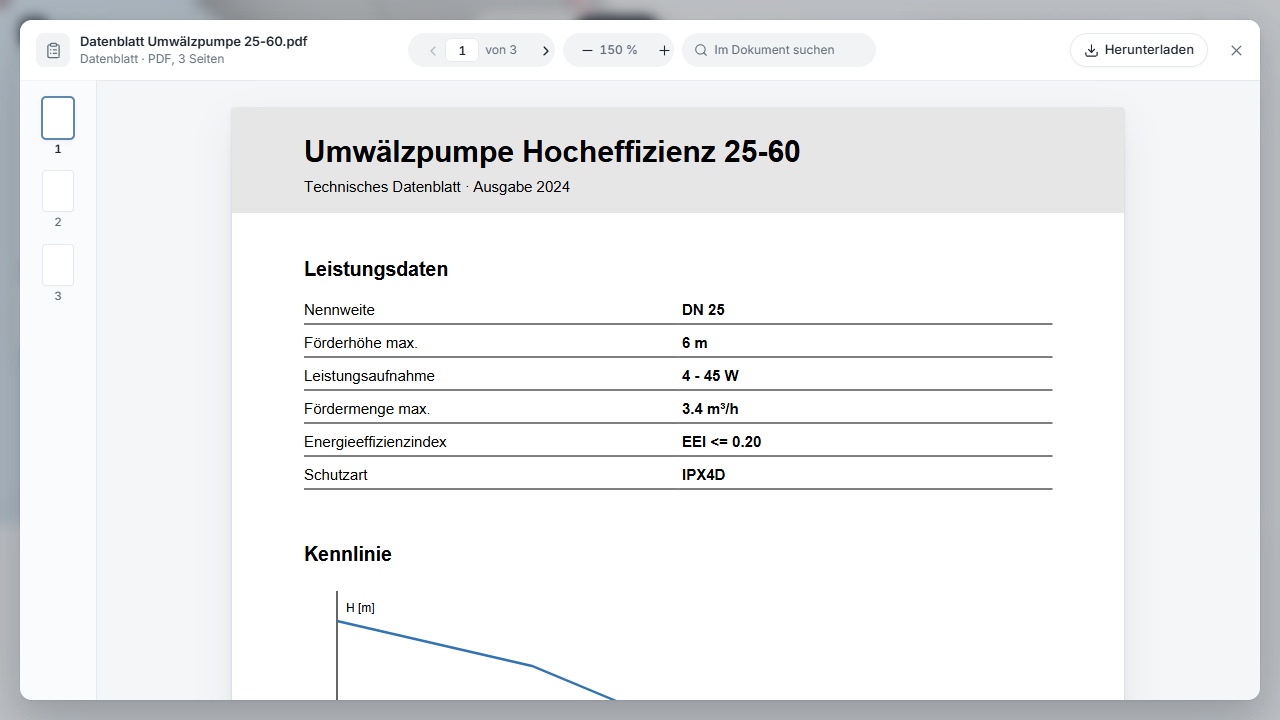 Datenblatt Umwälzpumpe 25-60.pdf
Datenblatt · PDF, 3 Seiten
1 von 3
150 %
Im Dokument suchen
Herunterladen
1
2
3
Umwälzpumpe Hocheffizienz 25-60
Technisches Datenblatt · Ausgabe 2024
Leistungsdaten
Nennweite DN 25
Förderhöhe max. 6 m
Leistungsaufnahme 4 - 45 W
Fördermenge max. 3.4 m³/h
Energieeffizienzindex EEI <= 0.20
Schutzart IPX4D
Kennlinie
H [m]